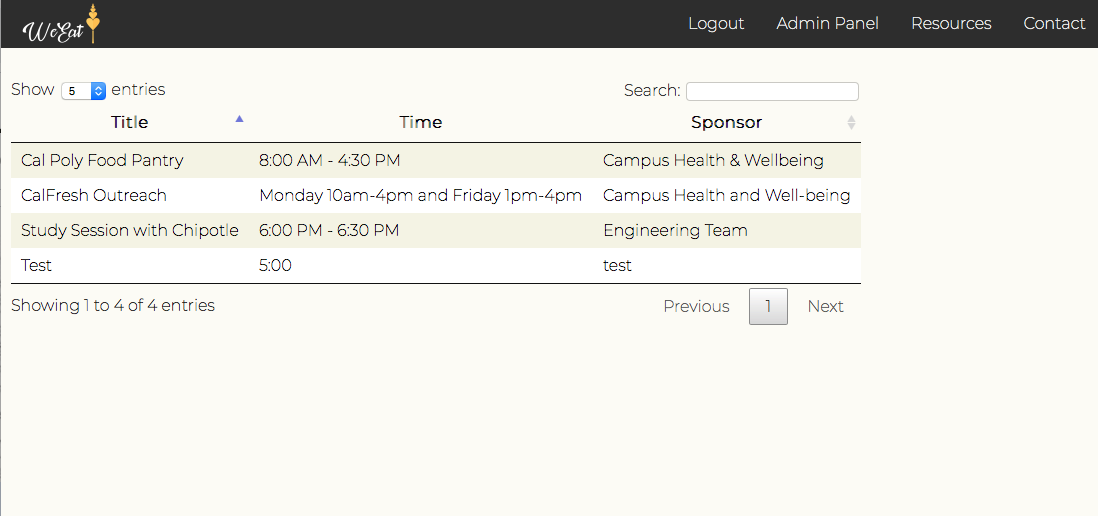 WeEat Logout Admin Panel Resources Contact
Show 5 entries Search:
Title Time Sponsor
Cal Poly Food Pantry 8:00 AM - 4:30 PM Campus Health & Wellbeing
CalFresh Outreach Monday 10am-4pm and Friday 1pm-4pm Campus Health and Well-being
Study Session with Chipotle 6:00 PM - 6:30 PM Engineering Team
Test 5:00 test
Showing 1 to 4 of 4 entries Previous 1 Next